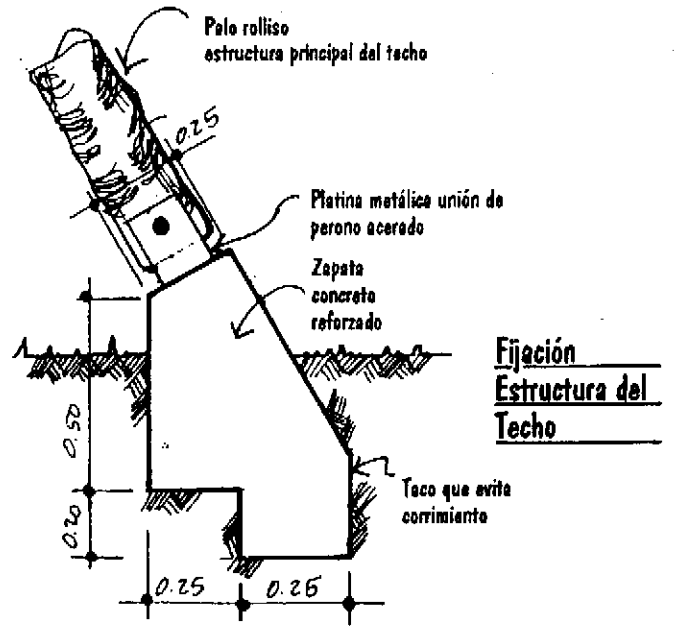 Palo rolliso
estructura principal del techo
0.25
Platina metálica unión de
perono acerado
Zapata
concreto
reforzado
Fijación
Estructura del
Techo
0.50
Taco que evita
corrimiento
0.20
0.25
0.25